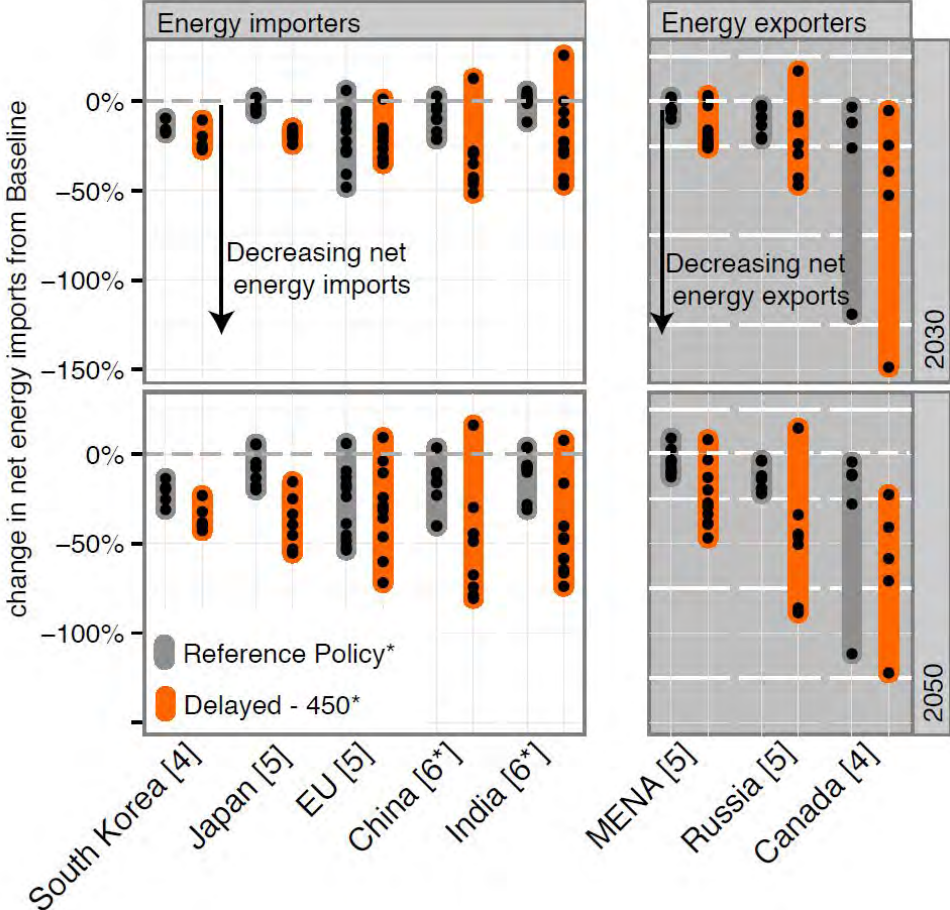 Energy importers
Energy exporters
change in net energy imports from Baseline
0%
−50%
−100%
−150%
Decreasing net
energy imports
Decreasing net
energy exports
2030
0%
−50%
−100%
Reference Policy*
Delayed - 450*
2050
South Korea [4]
Japan [5]
EU [5]
China [6*]
India [6*]
MENA [5]
Russia [5]
Canada [4]